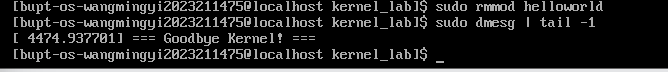 [bupt-os-wangmingyi2023211475@localhost kernel_lab]$ sudo rmmod helloworld
[bupt-os-wangmingyi2023211475@localhost kernel_lab]$ sudo dmesg | tail -1
[ 4474.937701] === Goodbye Kernel! ===
[bupt-os-wangmingyi2023211475@localhost kernel_lab]$ _